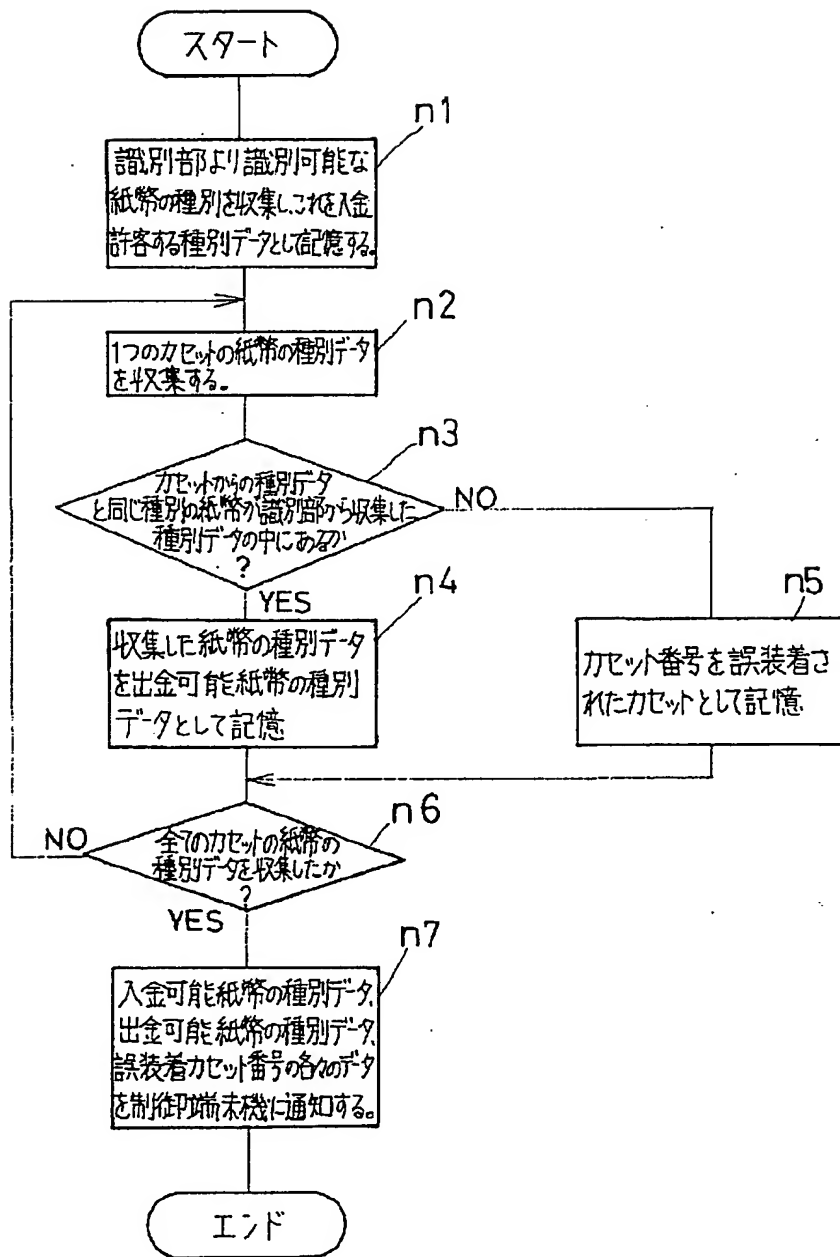 スタート
n1
識別部より識別可能な
紙幣の種別を収集し、これを入金
許容する種別データとして記憶する。
n2
1つのカセットの紙幣の種別データ
を収集する。
n3
カセットからの種別データ
と同じ種別の紙幣が識別部から収集した
種別データの中にあるか
?
NO
YES
n4
収集した紙幣の種別データ
を出金可能紙幣の種別
データとして記憶
n5
カセット番号を誤装着さ
れたカセットとして記憶
n6
NO
全てのカセットの紙幣の
種別データを収集したか
?
YES
n7
入金可能紙幣の種別データ、
出金可能紙幣の種別データ、
誤装着カセット番号の各々のデータ
を制御端末機に通知する。
エンド